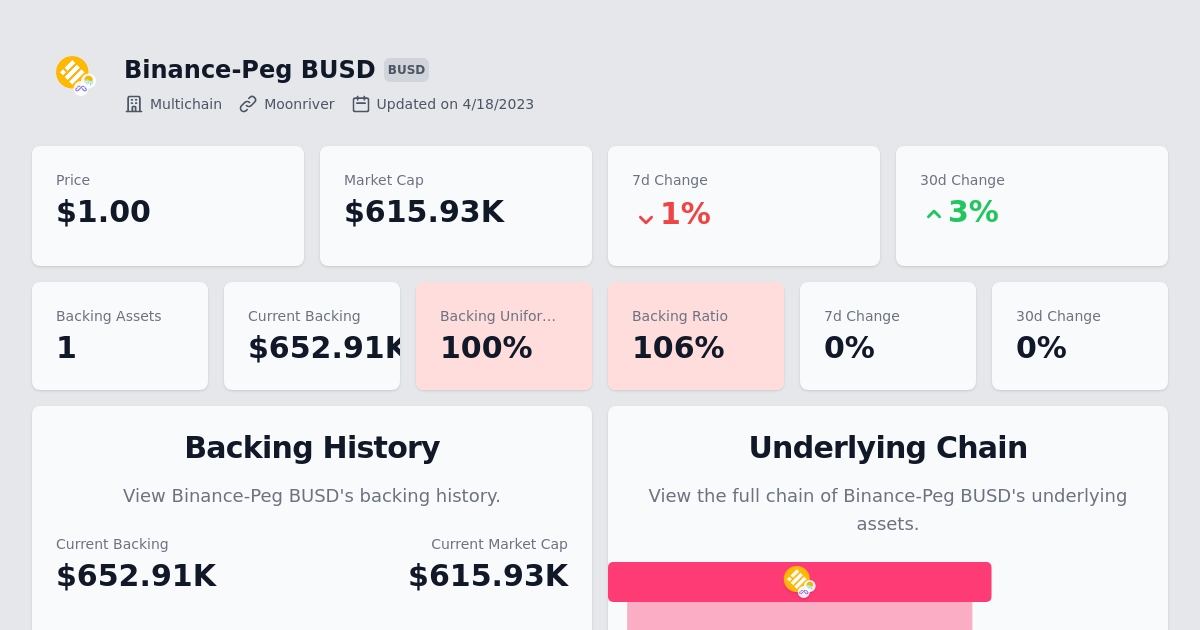 Binance-Peg BUSD BUSD
Multichain Moonriver Updated on 4/18/2023
Price
$1.00
Market Cap
$615.93K
7d Change
1%
30d Change
3%
Backing Assets
1
Current Backing
$652.91K
Backing Unifor…
100%
Backing Ratio
106%
7d Change
0%
30d Change
0%
Backing History
View Binance-Peg BUSD's backing history.
Current Backing
$652.91K
Current Market Cap
$615.93K
Underlying Chain
View the full chain of Binance-Peg BUSD's underlying
assets.